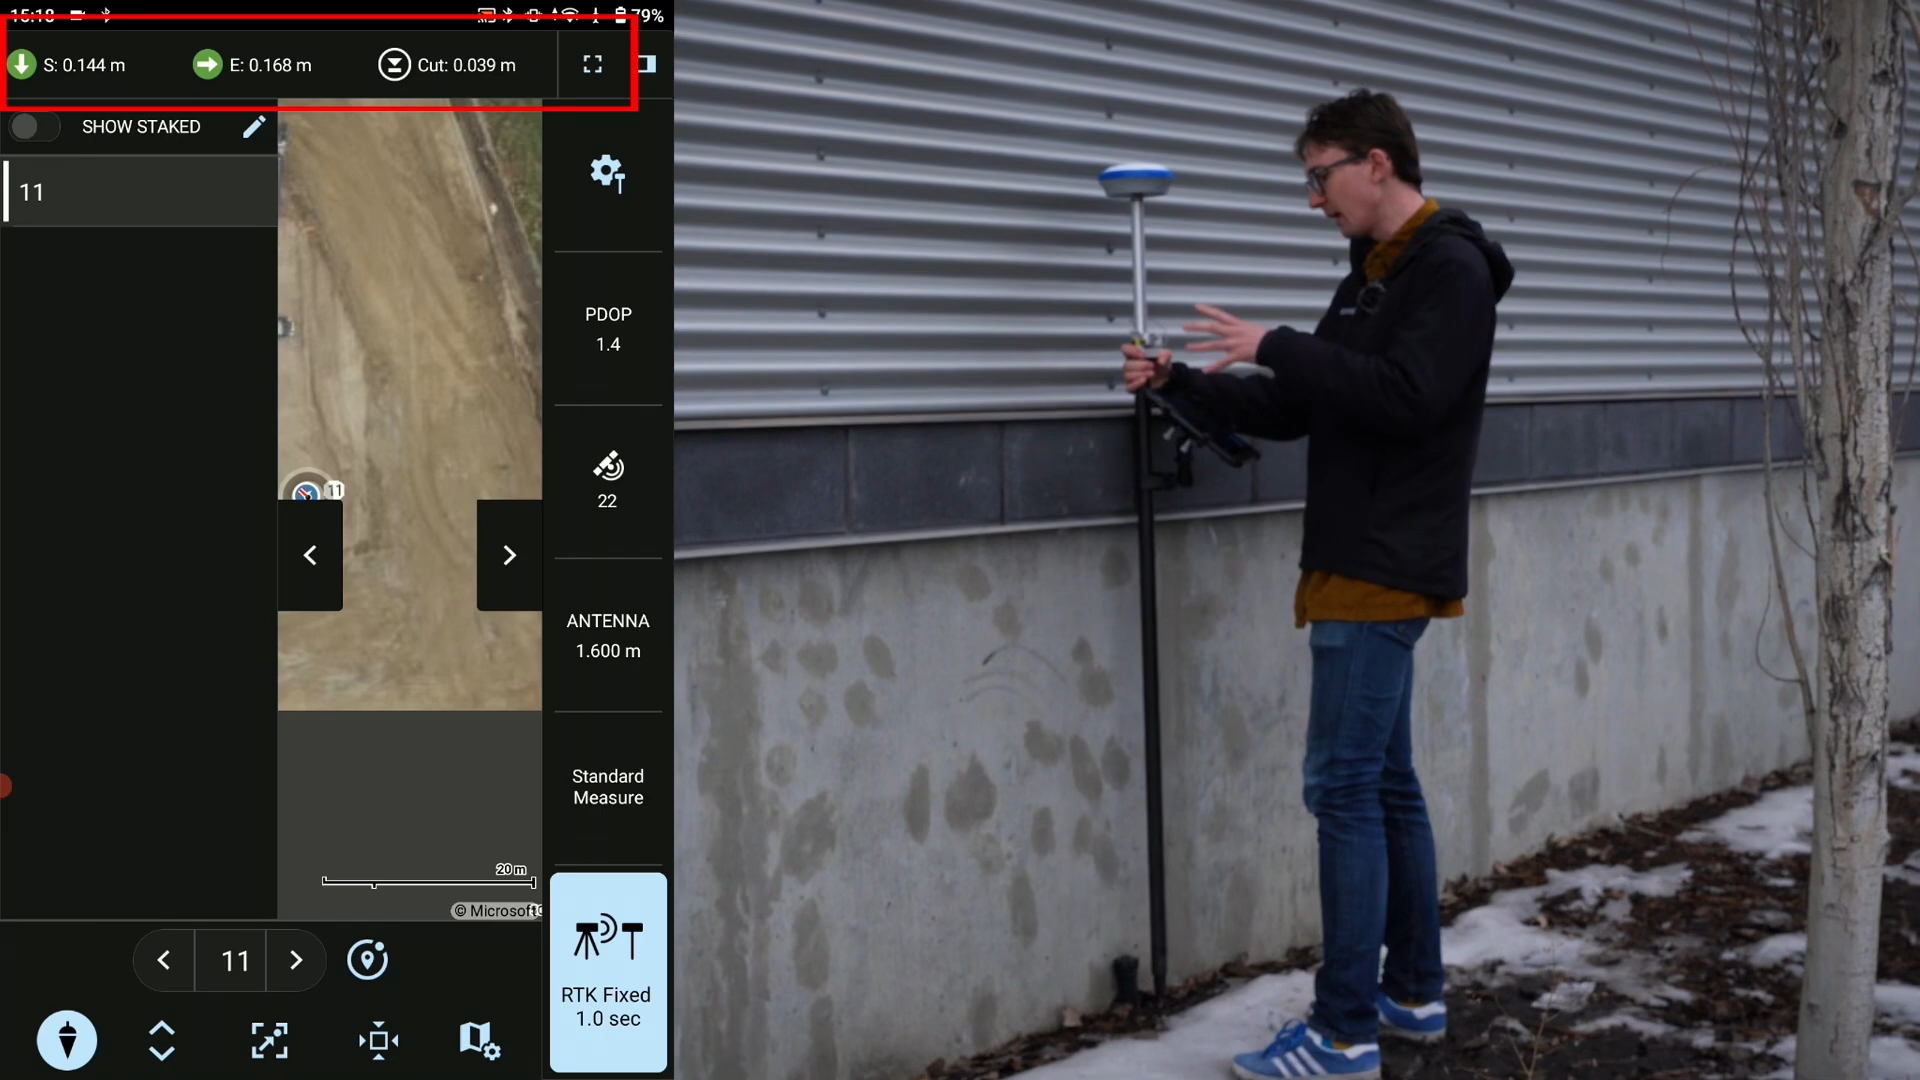 15:18
79%
S: 0.144 m
E: 0.168 m
Cut: 0.039 m
SHOW STAKED
11
11
PDOP
1.4
22
ANTENNA
1.600 m
Standard
Measure
20 m
© Microsoft
11
RTK Fixed
1.0 sec